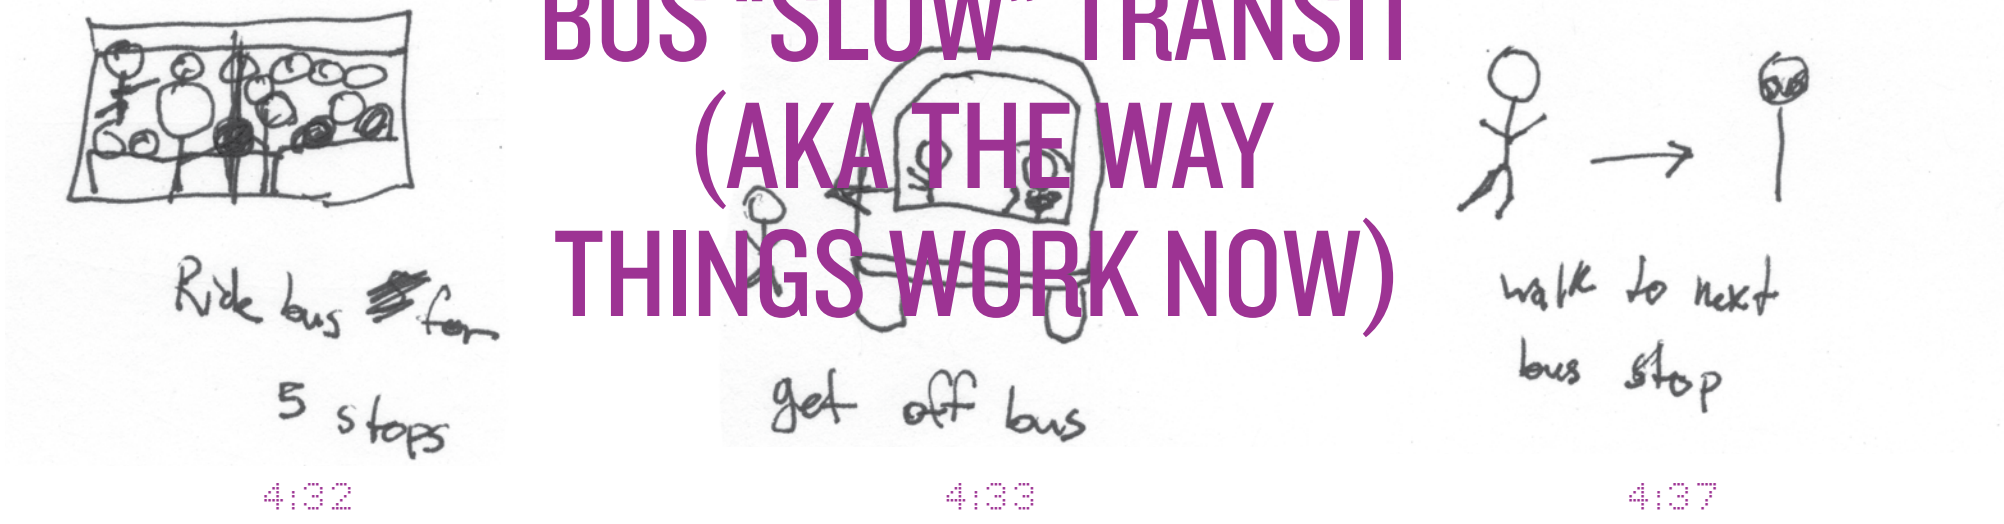 BUS "SLOW" TRANSIT
(AKA THE WAY
THINGS WORK NOW)
Ride bus for
5 stops
4:32
get off bus
4:33
walk to next
bus stop
4:37